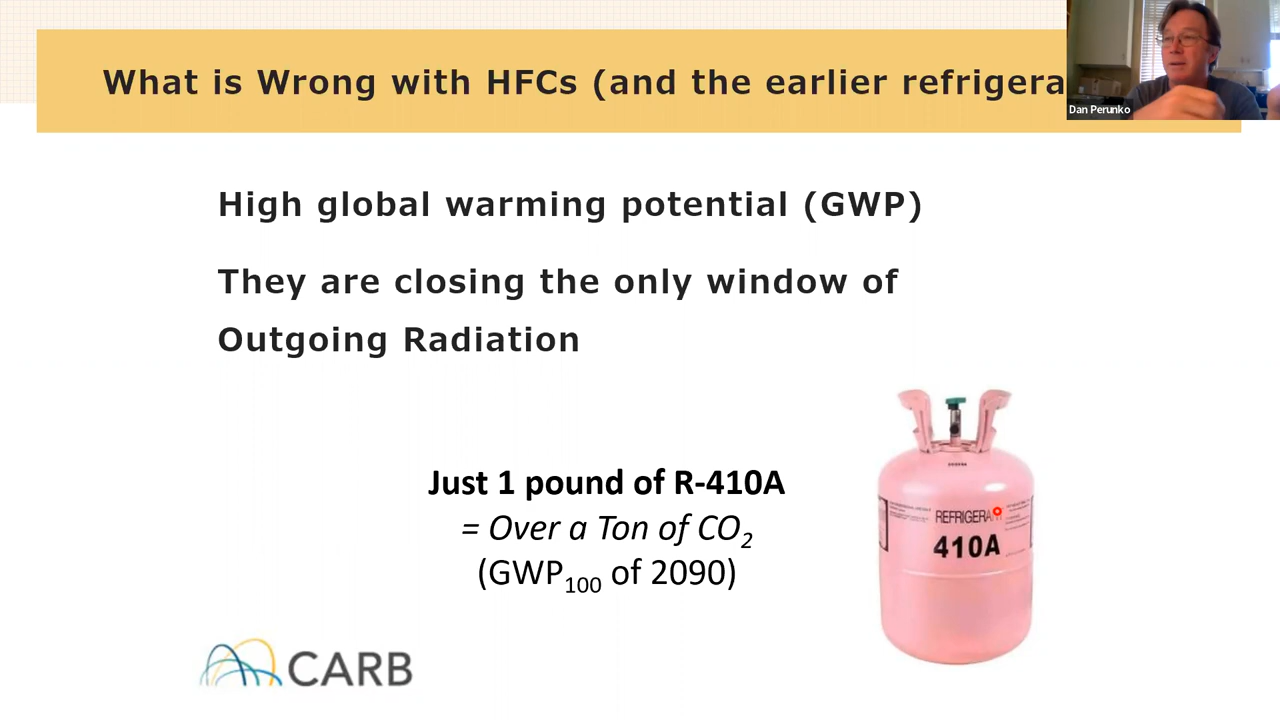 What is Wrong with HFCs (and the earlier refrigera
Dan Perunko
High global warming potential (GWP)
They are closing the only window of
Outgoing Radiation
Just 1 pound of R-410A
= Over a Ton of CO₂
(GWP₁₀₀ of 2090)
410A
CARB